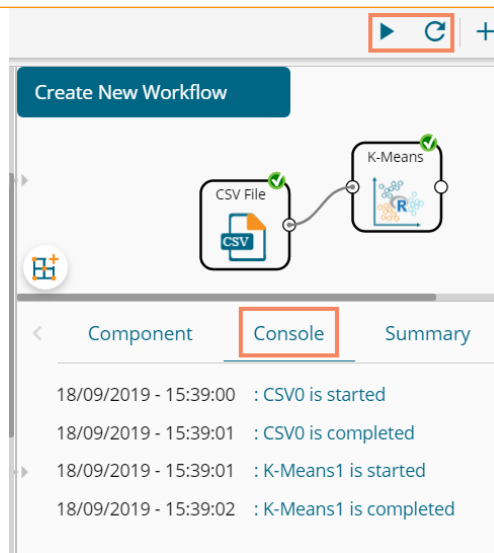 Create New Workflow
K-Means
CSV File
R
CSV
Component Console Summary
18/09/2019 - 15:39:00 : CSV0 is started
18/09/2019 - 15:39:01 : CSV0 is completed
18/09/2019 - 15:39:01 : K-Means1 is started
18/09/2019 - 15:39:02 : K-Means1 is completed